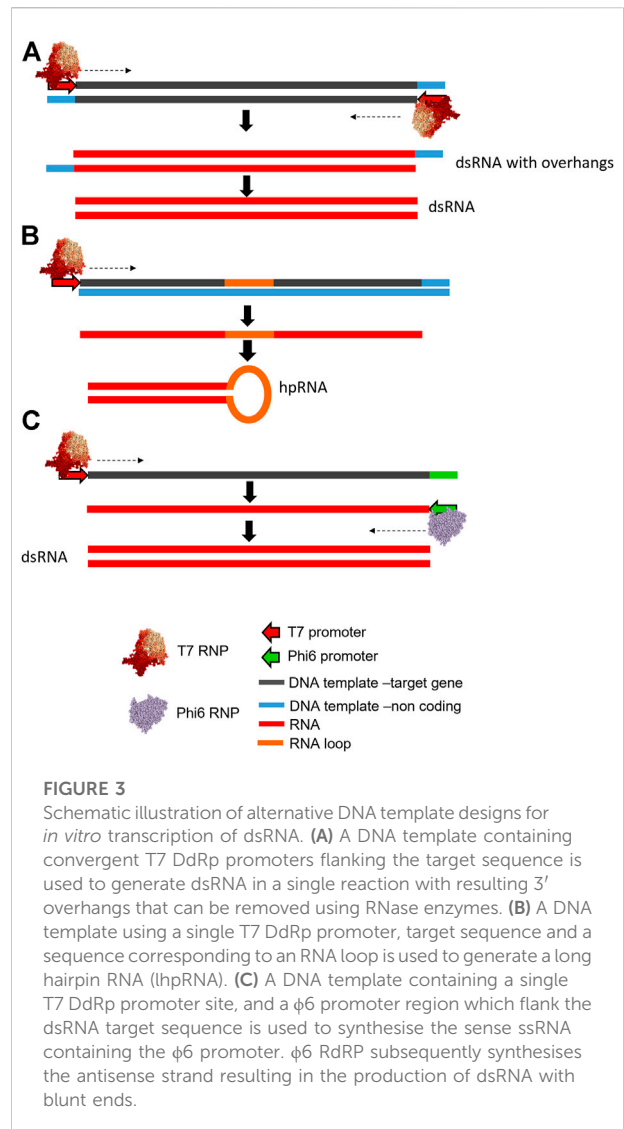 A
dsRNA with overhangs
dsRNA
B
hpRNA
C
dsRNA
T7 RNP
T7 promoter
Phi6 promoter
DNA template –target gene
Phi6 RNP
DNA template –non coding
RNA
RNA loop
FIGURE 3
Schematic illustration of alternative DNA template designs for
in vitro transcription of dsRNA. (A) A DNA template containing
convergent T7 DdRp promoters flanking the target sequence is
used to generate dsRNA in a single reaction with resulting 3′
overhangs that can be removed using RNase enzymes. (B) A DNA
template using a single T7 DdRp promoter, target sequence and a
sequence corresponding to an RNA loop is used to generate a long
hairpin RNA (lhpRNA). (C) A DNA template containing a single
T7 DdRp promoter site, and a ϕ6 promoter region which flank the
dsRNA target sequence is used to synthesise the sense ssRNA
containing the ϕ6 promoter. ϕ6 RdRP subsequently synthesises
the antisense strand resulting in the production of dsRNA with
blunt ends.